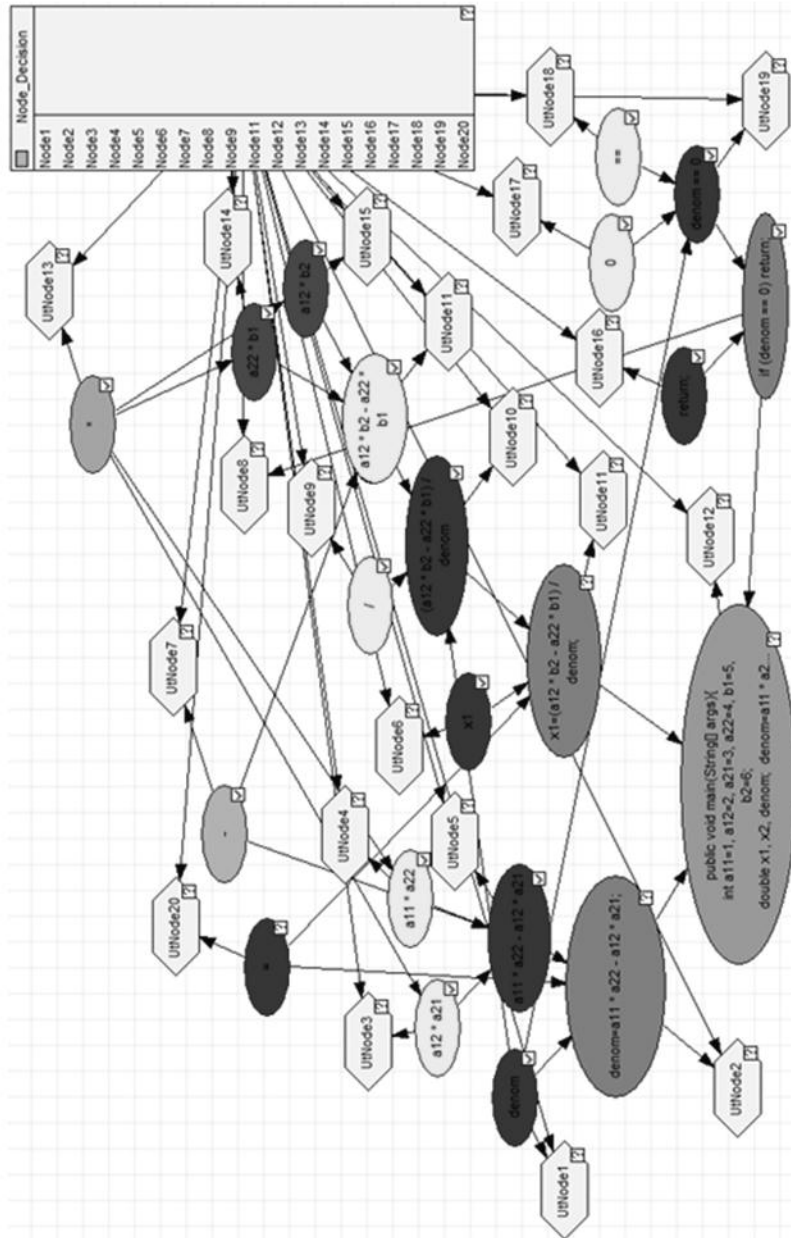 Node_Decision
Node1
Node2
Node3
Node4
Node5
Node6
Node7
Node8
Node9
Node11
Node12
Node13
Node14
Node15
Node16
Node17
Node18
Node19
Node20
UtNode13
UtNode14
UtNode15
UtNode18
UtNode19
UtNode17
==
0
denom == 0
*
a22 * b1
a12 * b2
UtNode11
UtNode16
if (denom == 0) return;
return;
UtNode8
UtNode9
a12 * b2 - a22 *
b1
UtNode10
UtNode11
UtNode12
/
(a12 * b2 - a22 * b1) /
denom
UtNode7
UtNode6
x1
x1=(a12 * b2 - a22 * b1) /
denom;
-
UtNode4
UtNode5
public void main(String[] args){
int a11=1, a12=2, a21=3, a22=4, b1=5,
b2=6;
double x1, x2, denom; denom=a11 * a2...
UtNode20
=
a11 * a22
a11 * a22 - a12 * a21
denom=a11 * a22 - a12 * a21;
UtNode3
a12 * a21
denom
UtNode2
UtNode1